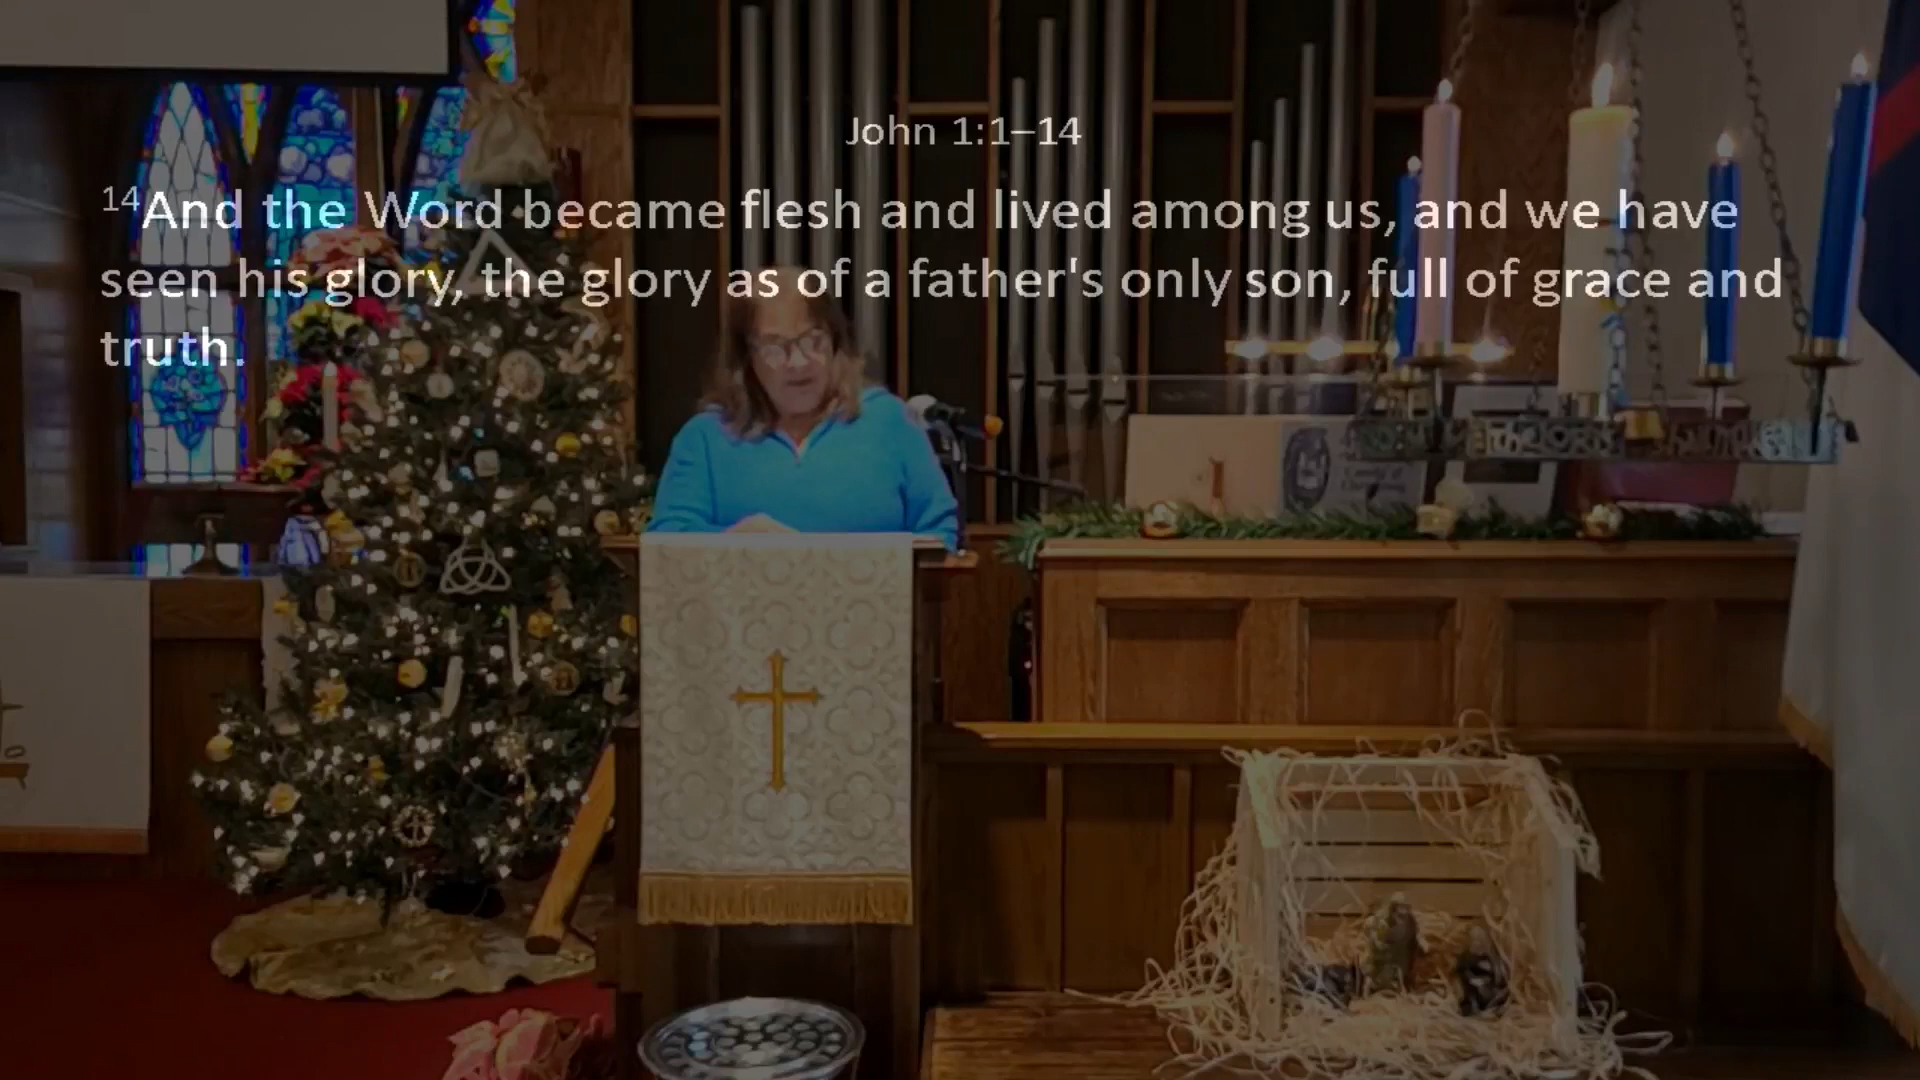 John 1:1–14
14And the Word became flesh and lived among us, and we have
seen his glory, the glory as of a father's only son, full of grace and
truth.